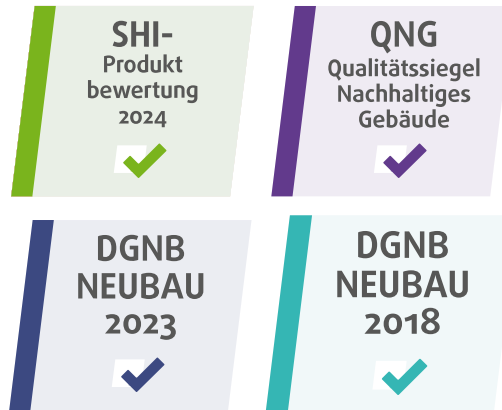 SHI-
Produkt
bewertung
2024
QNG
Qualitätssiegel
Nachhaltiges
Gebäude
DGNB
NEUBAU
2023
DGNB
NEUBAU
2018